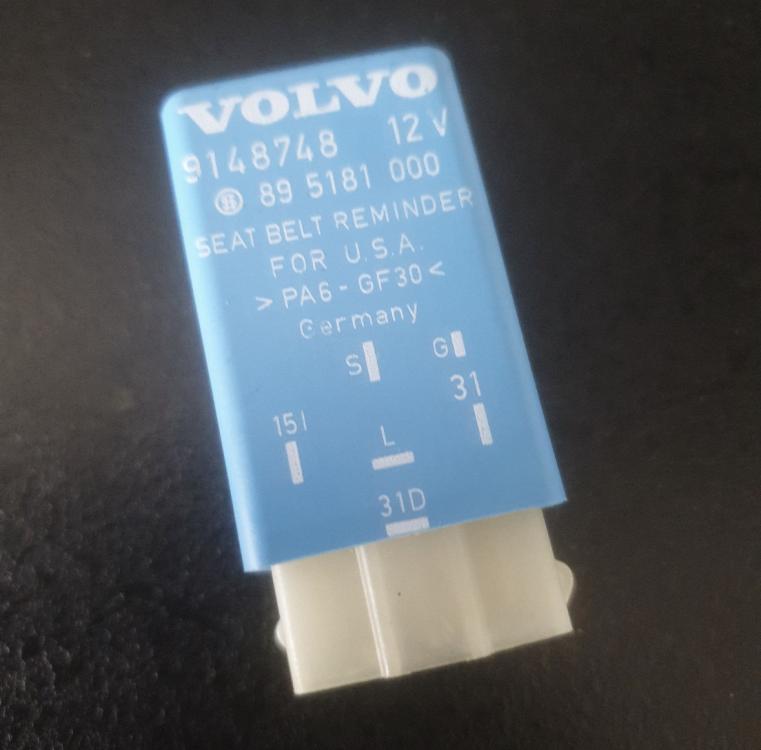 VOLVO
9148748 12 V
89 5181 000
SEAT BELT REMINDER
FOR U.S.A.
>PA6-GF30<
Germany
S G
31
15I
L
31D